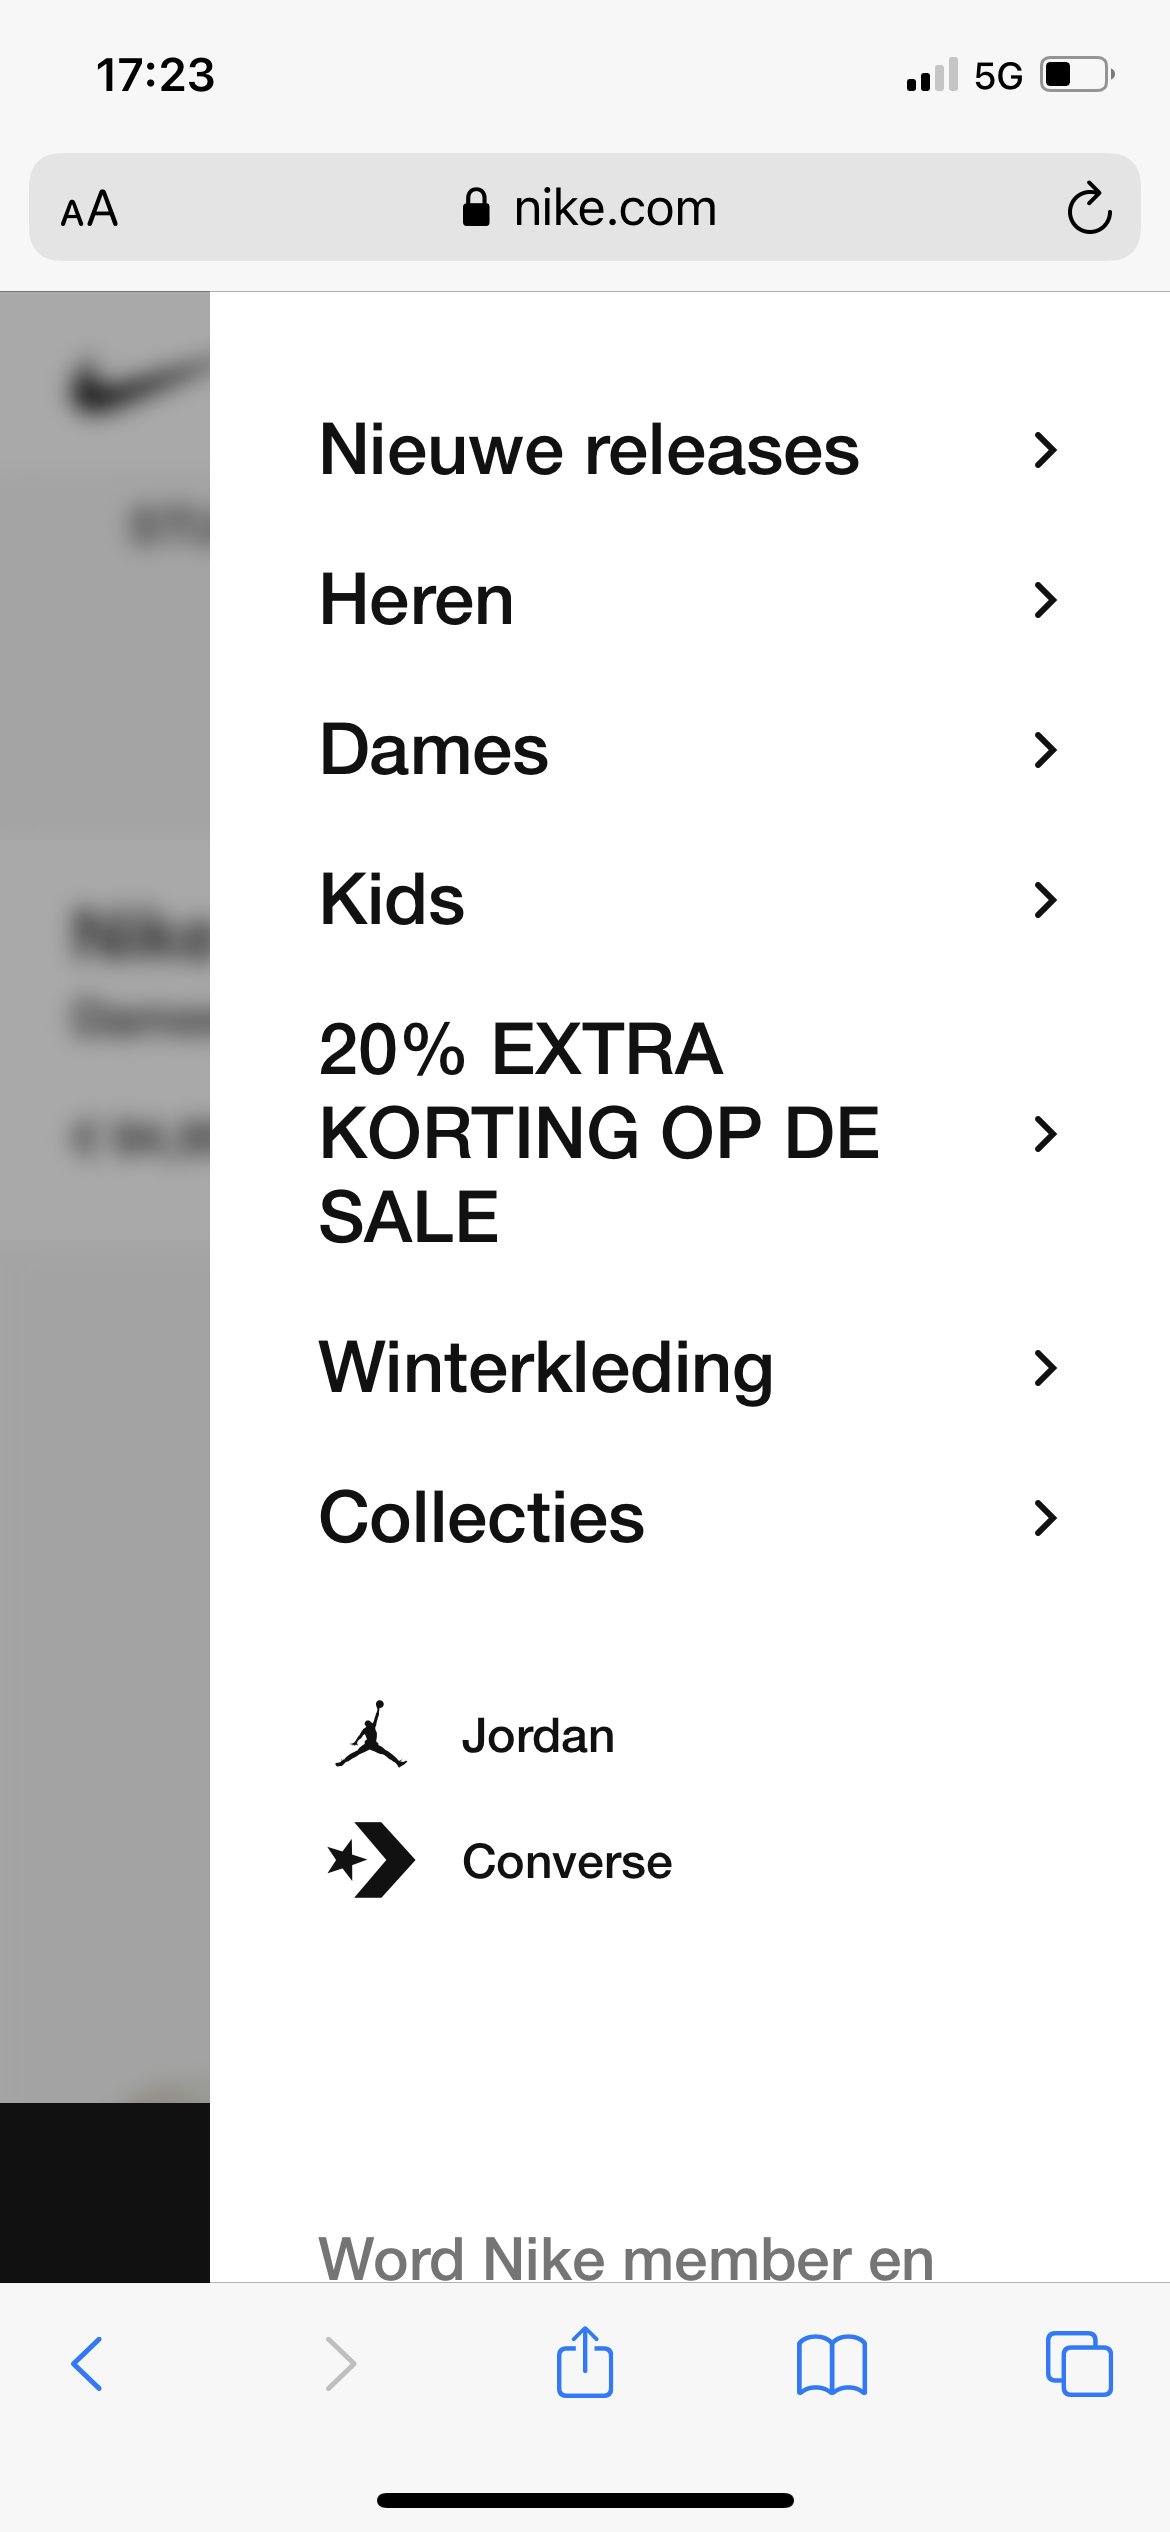 17:23
5G
AA
nike.com
Nieuwe releases
Heren
Dames
Kids
20% EXTRA
KORTING OP DE
SALE
Winterkleding
Collecties
Jordan
Converse
Word Nike member en
Nike